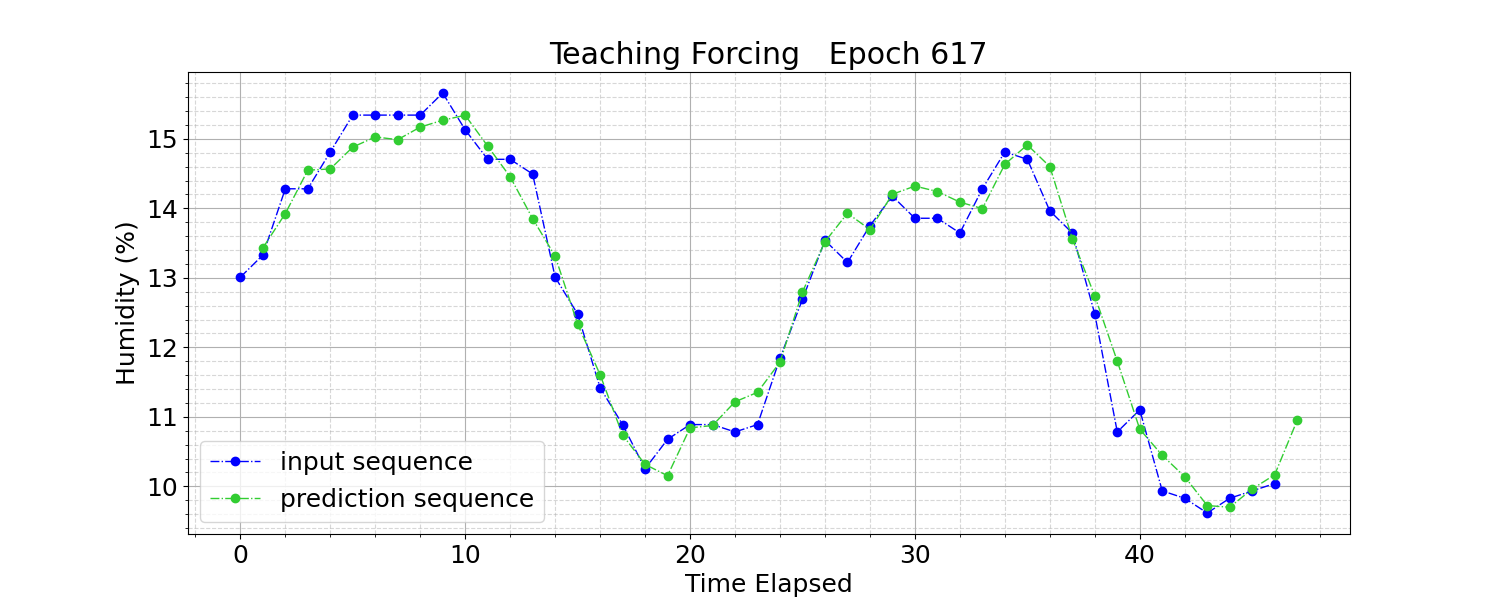 Teaching Forcing   Epoch 617
Humidity (%)
15
14
13
12
11
10
input sequence
prediction sequence
0 10 20 30 40
Time Elapsed